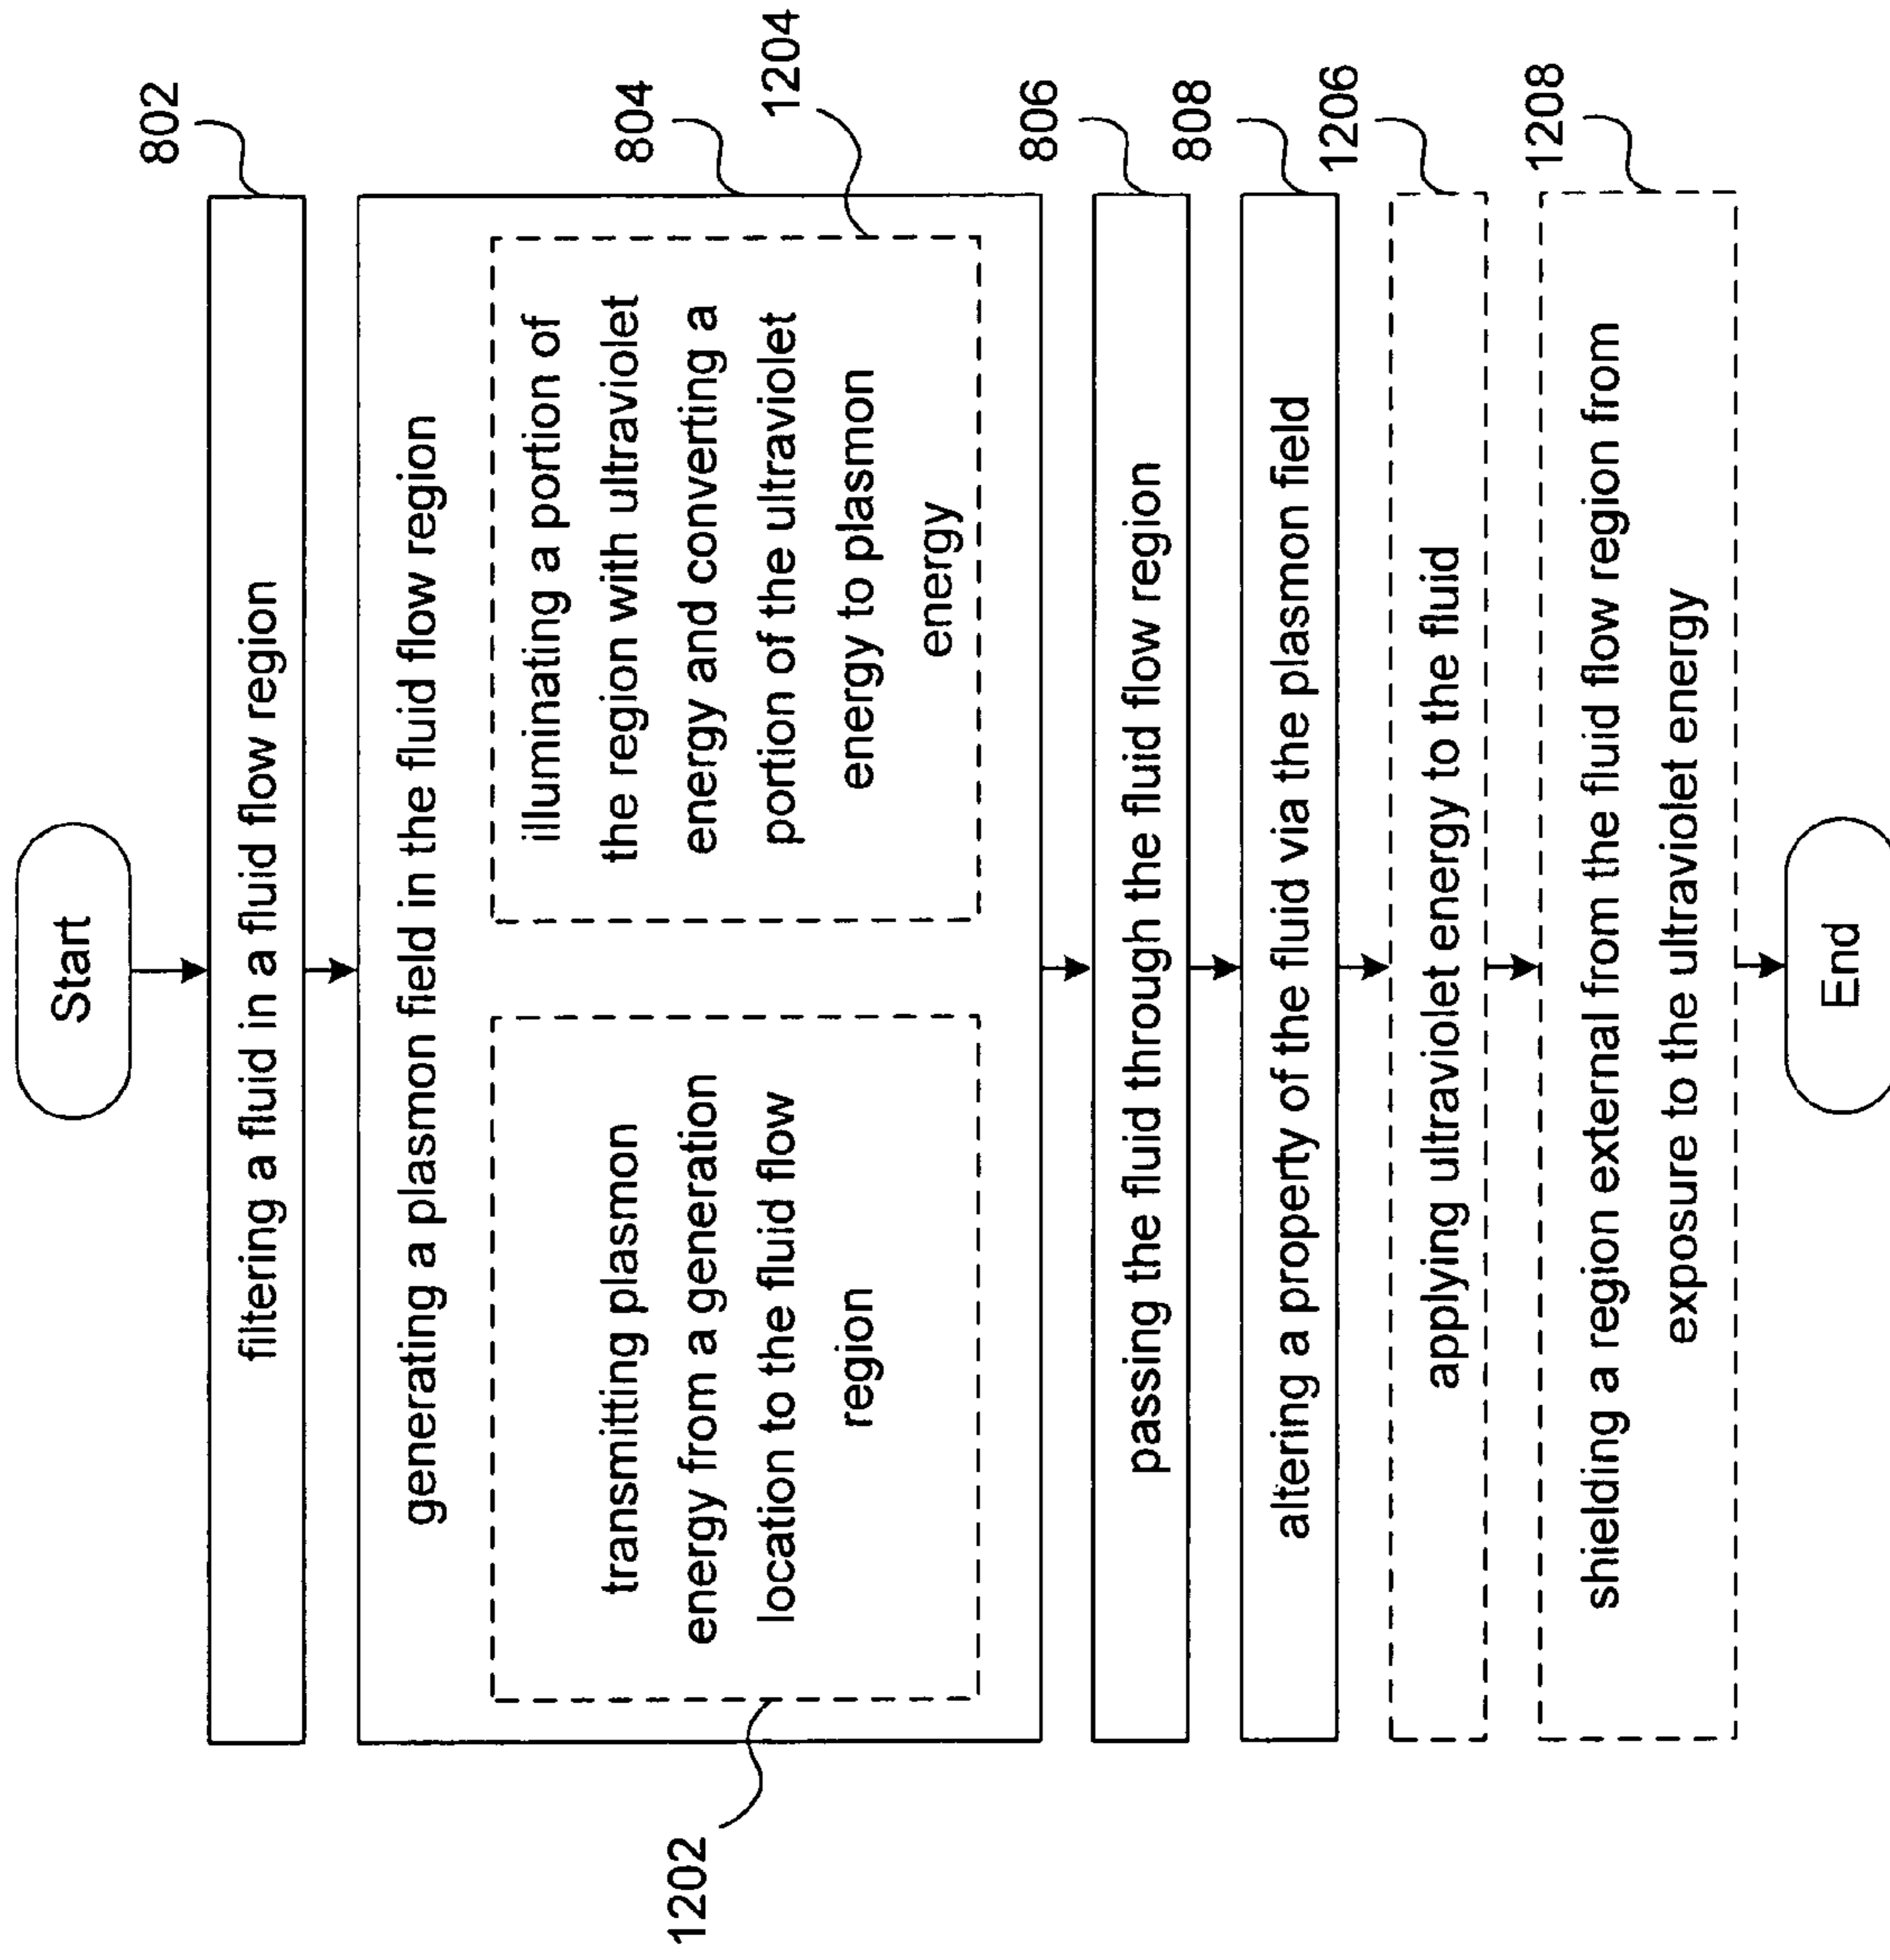 Start
802
filtering a fluid in a fluid flow region
804
generating a plasmon field in the fluid flow region
1202
transmitting plasmon
energy from a generation
location to the fluid flow
region
1204
illuminating a portion of
the region with ultraviolet
energy and converting a
portion of the ultraviolet
energy to plasmon
energy
806
passing the fluid through the fluid flow region
808
altering a property of the fluid via the plasmon field
1206
applying ultraviolet energy to the fluid
1208
shielding a region external from the fluid flow region from
exposure to the ultraviolet energy
End